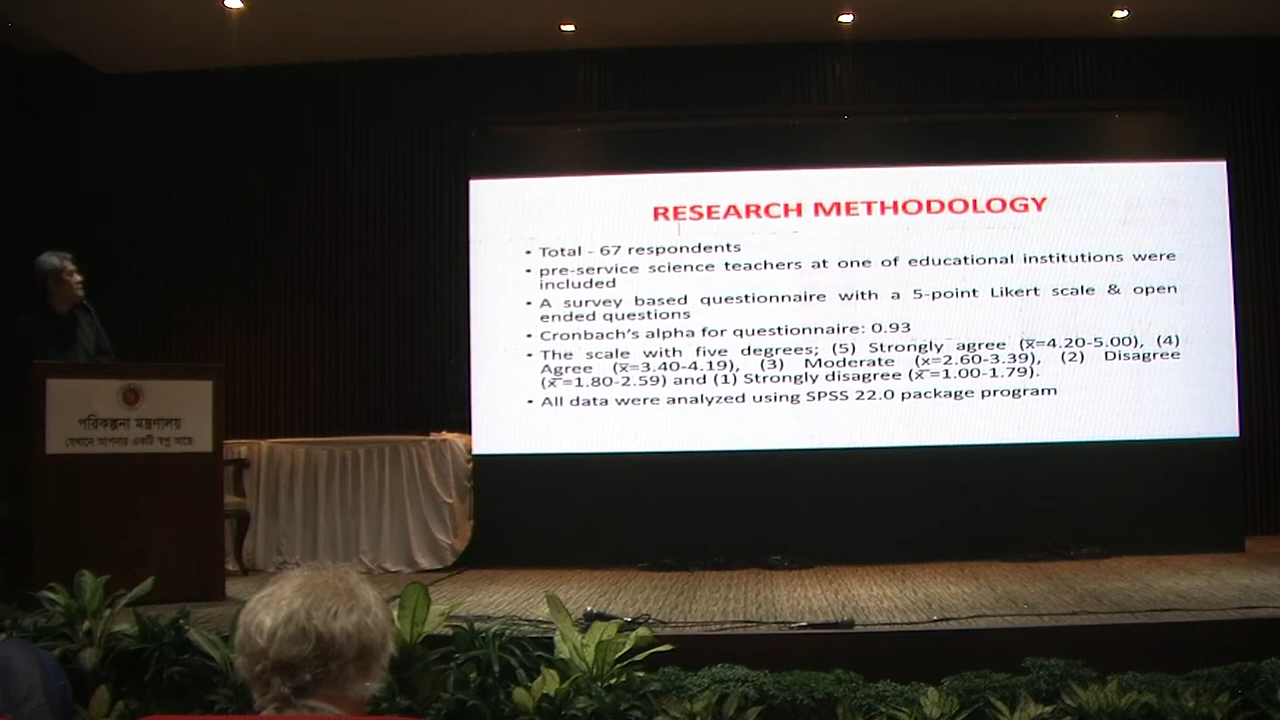 RESEARCH METHODOLOGY
• Total - 67 respondents
• pre-service science teachers at one of educational institutions were
included
• A survey based questionnaire with a 5-point Likert scale & open
ended questions
• Cronbach's alpha for questionnaire: 0.93
• The scale with five degrees; (5) Strongly agree (x̅=4.20-5.00), (4)
Agree (x̅=3.40-4.19), (3) Moderate (x̅=2.60-3.39), (2) Disagree
(x̅=1.80-2.59) and (1) Strongly disagree (x̅=1.00-1.79).
• All data were analyzed using SPSS 22.0 package program
পরিকল্পনা মন্ত্রণালয়
যেখানে আপনার একটি স্বপ্ন আছে